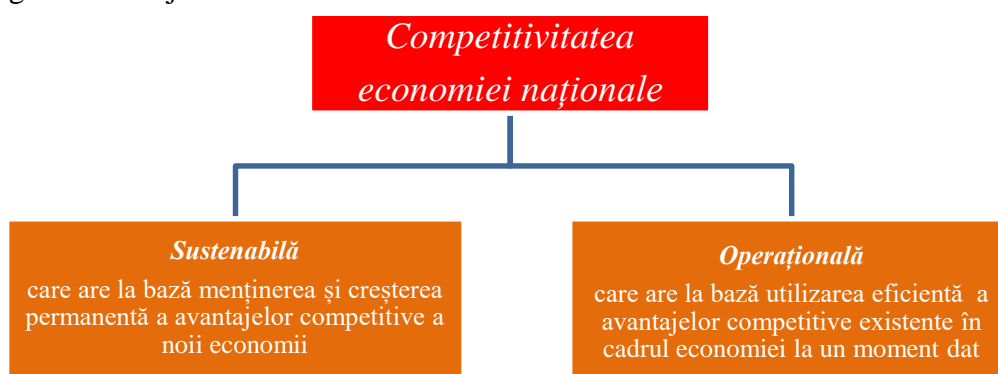 Competitivitatea
economiei naționale
Sustenabilă
care are la bază menținerea și creșterea
permanentă a avantajelor competitive a
noii economii
Operațională
care are la bază utilizarea eficientă a
avantajelor competitive existente în
cadrul economiei la un moment dat